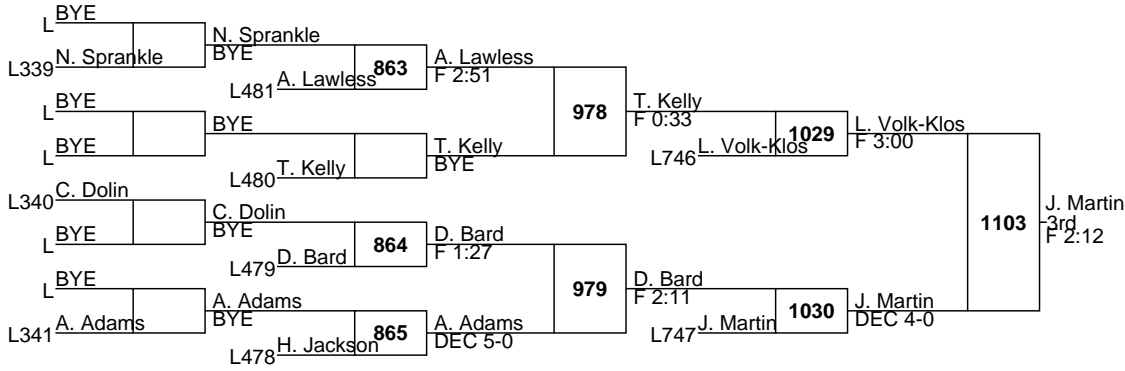 L BYE
L339 N. Sprankle
N. Sprankle
BYE
L481 A. Lawless
863
A. Lawless
F 2:51
L BYE
L BYE
BYE
L480 T. Kelly
T. Kelly
BYE
978
T. Kelly
F 0:33
L746 L. Volk-Klos
1029
L. Volk-Klos
F 3:00
L340 C. Dolin
L BYE
C. Dolin
BYE
L479 D. Bard
864
D. Bard
F 1:27
L BYE
L341 A. Adams
A. Adams
BYE
L478 H. Jackson
865
A. Adams
DEC 5-0
979
D. Bard
F 2:11
L747 J. Martin
1030
J. Martin
DEC 4-0
1103
J. Martin
3rd
F 2:12